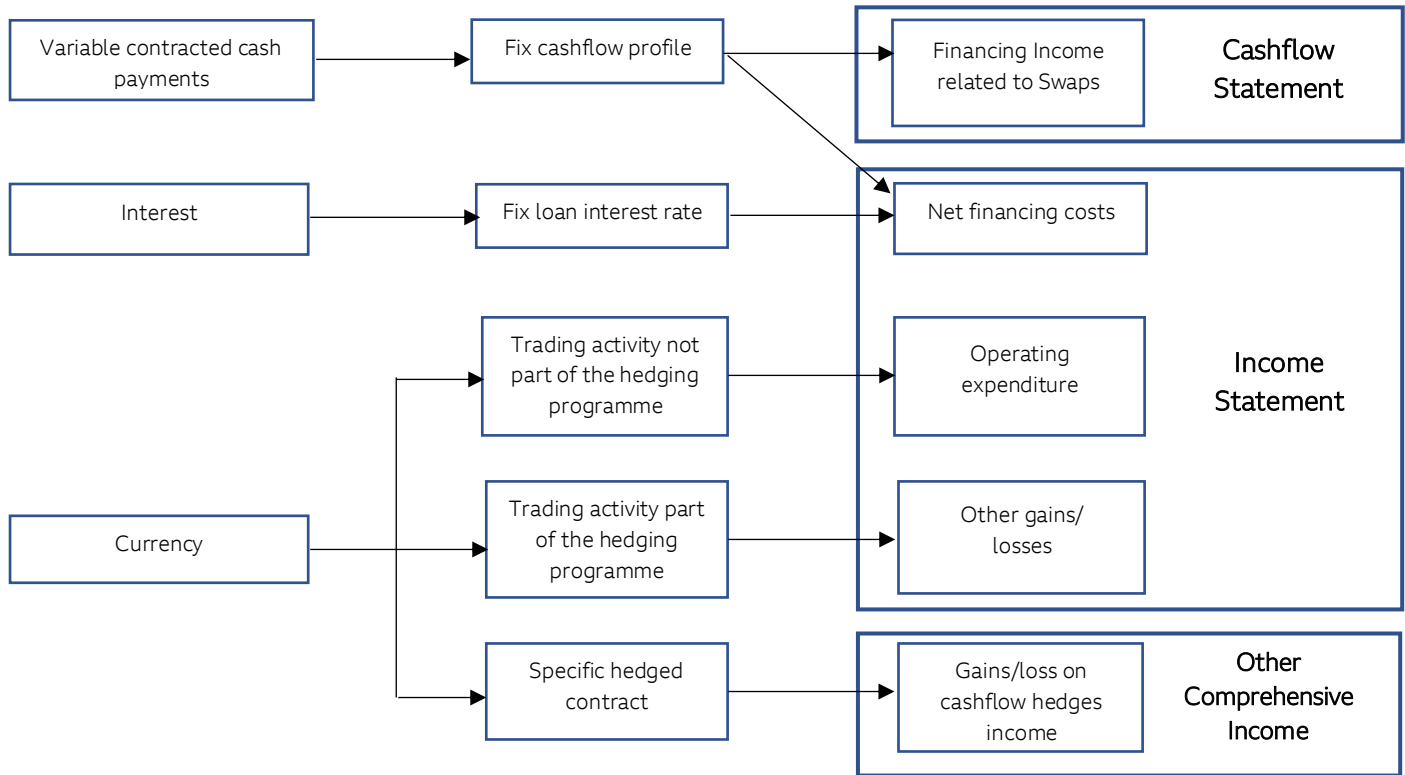 Variable contracted cash
payments
Fix cashflow profile
Financing Income
related to Swaps
Cashflow
Statement
Interest
Fix loan interest rate
Net financing costs
Trading activity not
part of the hedging
programme
Operating
expenditure
Income
Statement
Currency
Trading activity part
of the hedging
programme
Other gains/
losses
Specific hedged
contract
Gains/loss on
cashflow hedges
income
Other
Comprehensive
Income